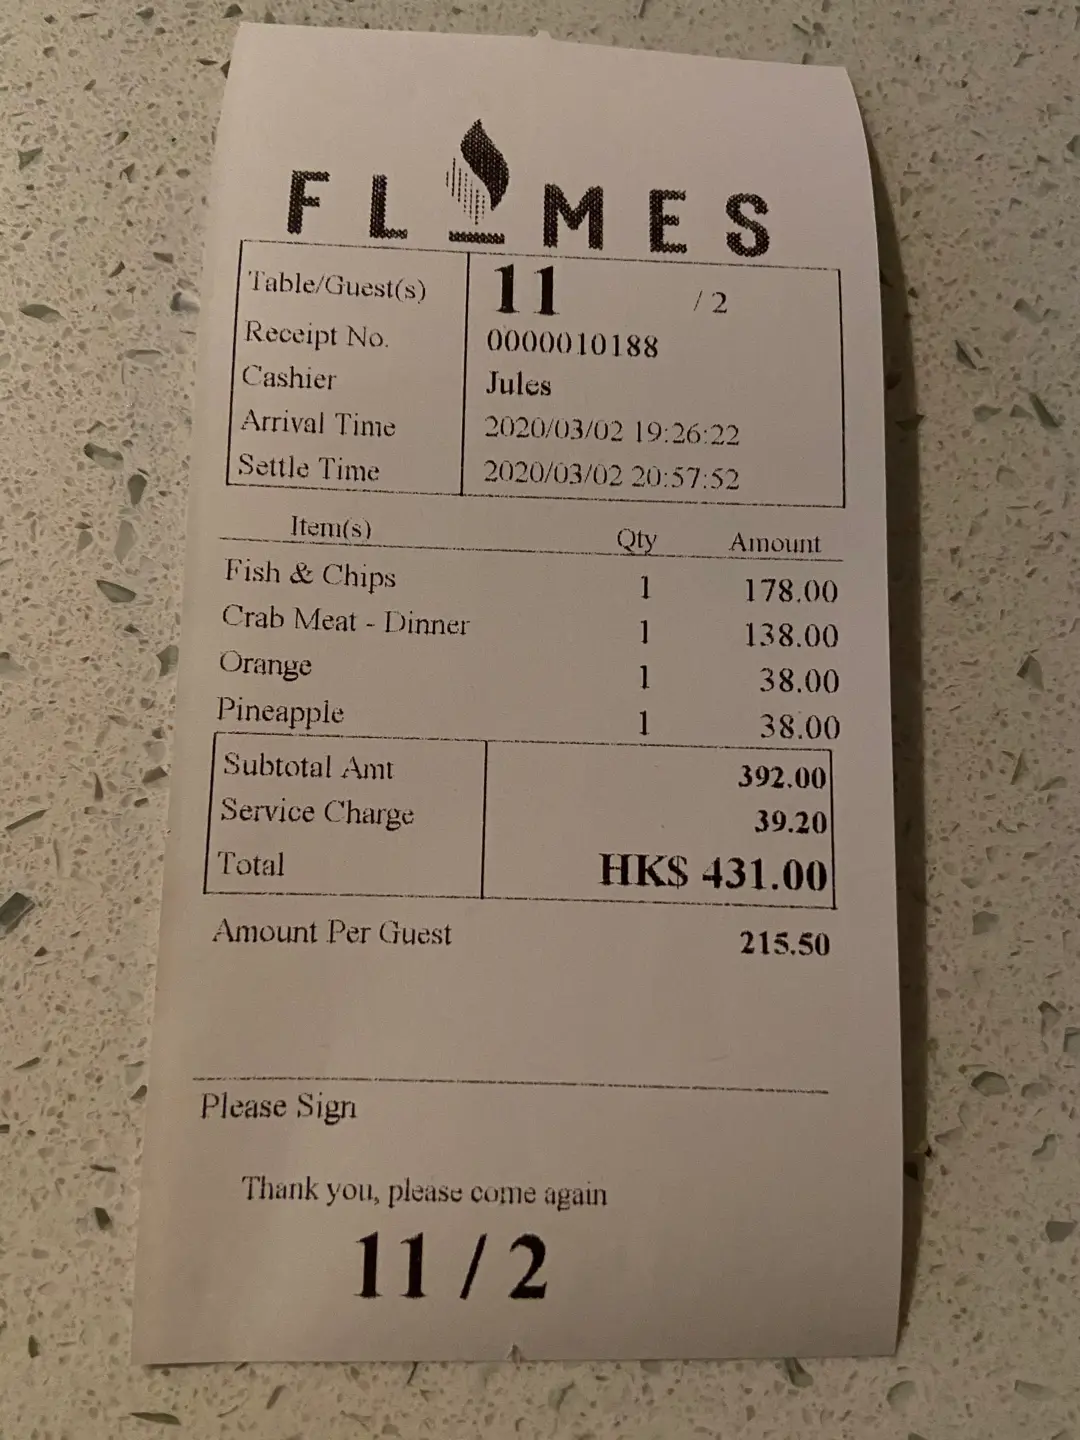 FLAMES
Table/Guest(s) 11 / 2
Receipt No. 0000010188
Cashier Jules
Arrival Time 2020/03/02 19:26:22
Settle Time 2020/03/02 20:57:52
Item(s) Qty Amount
Fish & Chips 1 178.00
Crab Meat - Dinner 1 138.00
Orange 1 38.00
Pineapple 1 38.00
Subtotal Amt 392.00
Service Charge 39.20
Total HK$ 431.00
Amount Per Guest 215.50
Please Sign
Thank you, please come again
11 / 2